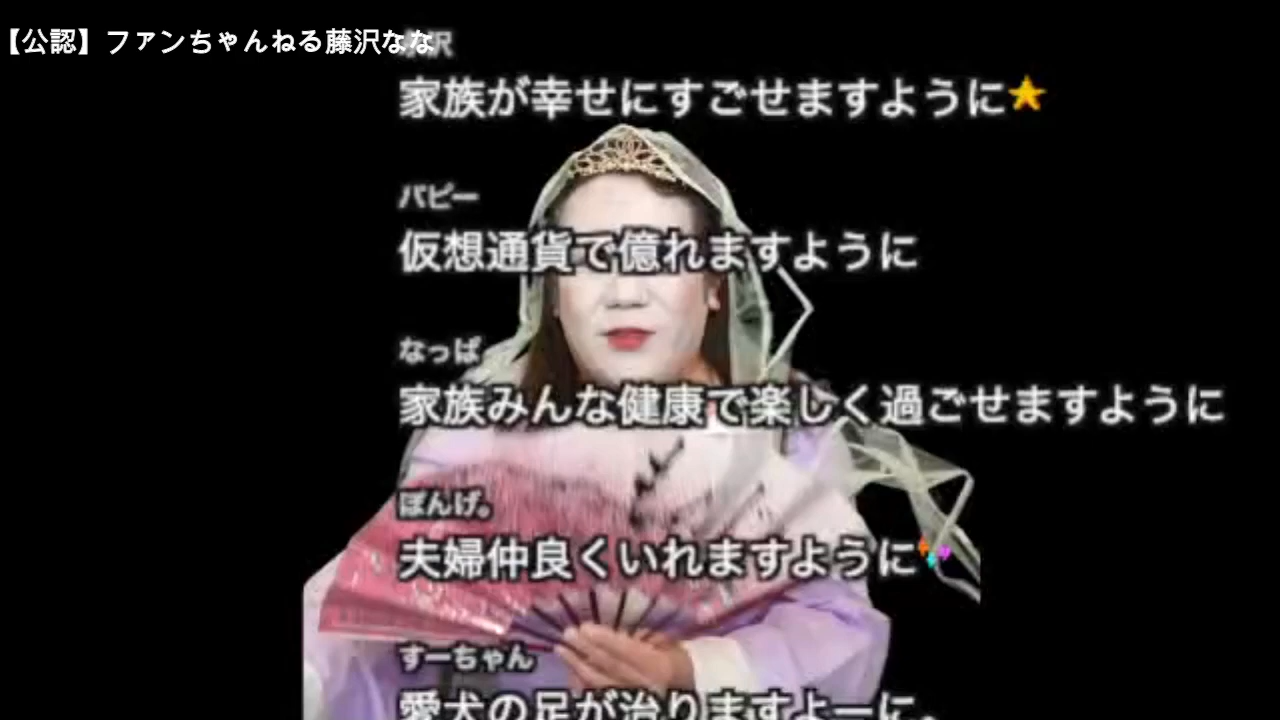 【公認】ファンちゃんねる藤沢なな
家族が幸せにすごせますように
パピー
仮想通貨で億れますように
なっぱ
家族みんな健康で楽しく過ごせますように
ぽんげ。
夫婦仲良くいれますように
すーちゃん
愛犬の足が治りますよーに。